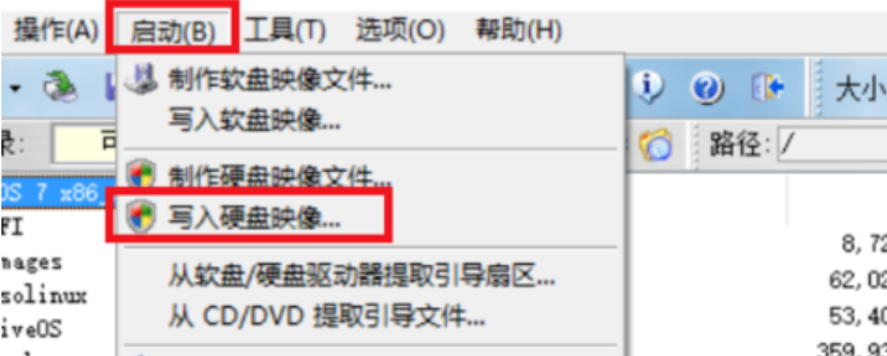 操作(A) 启动(B) 工具(T) 选项(O) 帮助(H)
制作软盘映像文件...
大小
写入软盘映像...
录: 可
路径: /
制作硬盘映像文件...
OS 7 x86_
写入硬盘映像...
FI
8,72
mages
从软盘/硬盘驱动器提取引导扇区...
62,02
solinux
从 CD/DVD 提取引导文件...
53,40
iveOS
359,93